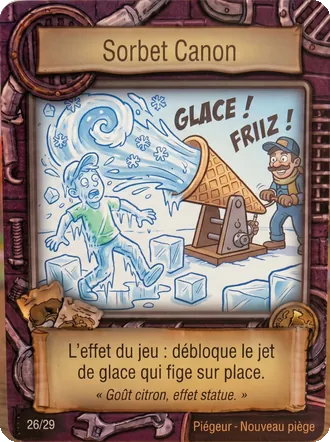 Sorbet Canon
GLACE !
FRIIZ !
L'effet du jeu : débloque le jet
de glace qui fige sur place.
« Goût citron, effet statue. »
26/29
Piégeur - Nouveau piège